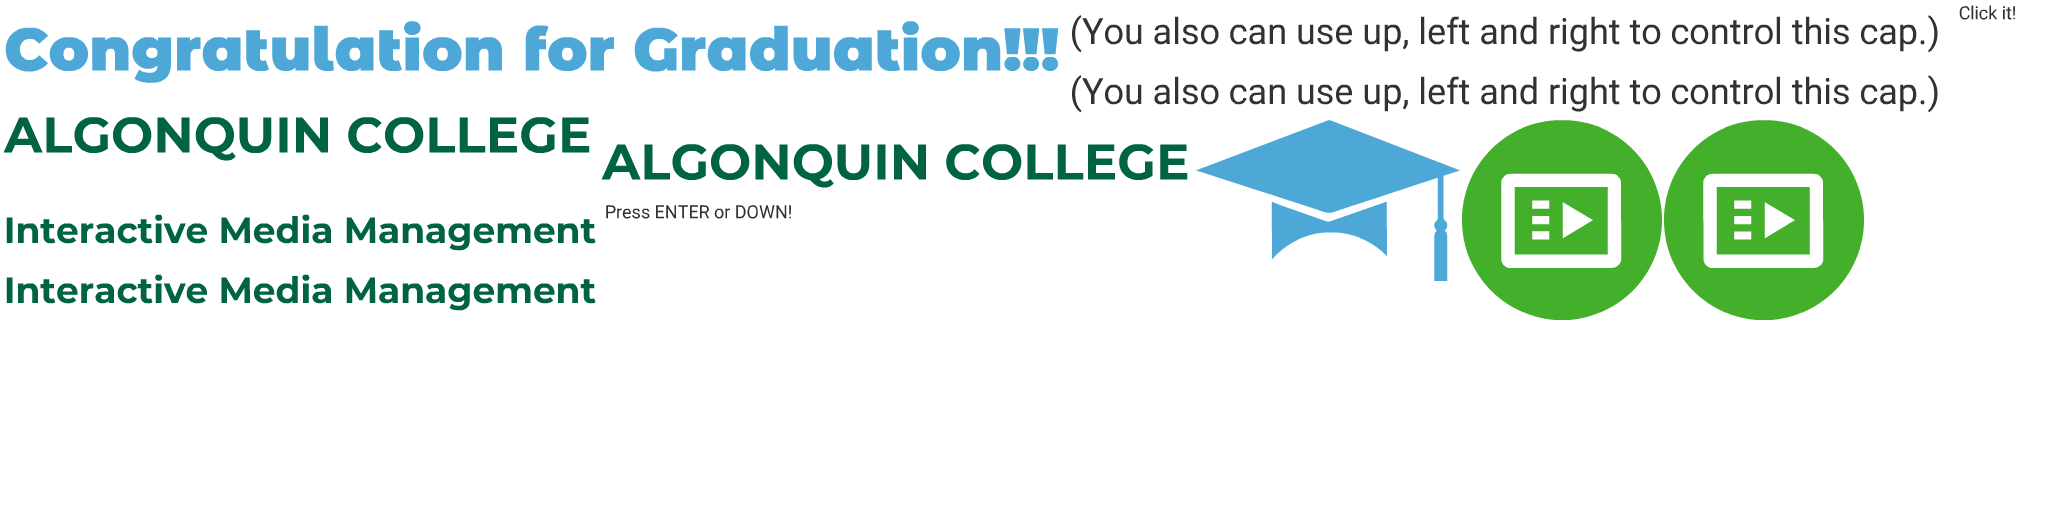 Congratulation for Graduation!!!
(You also can use up, left and right to control this cap.)
Click it!
(You also can use up, left and right to control this cap.)
ALGONQUIN COLLEGE
ALGONQUIN COLLEGE
Press ENTER or DOWN!
Interactive Media Management
Interactive Media Management